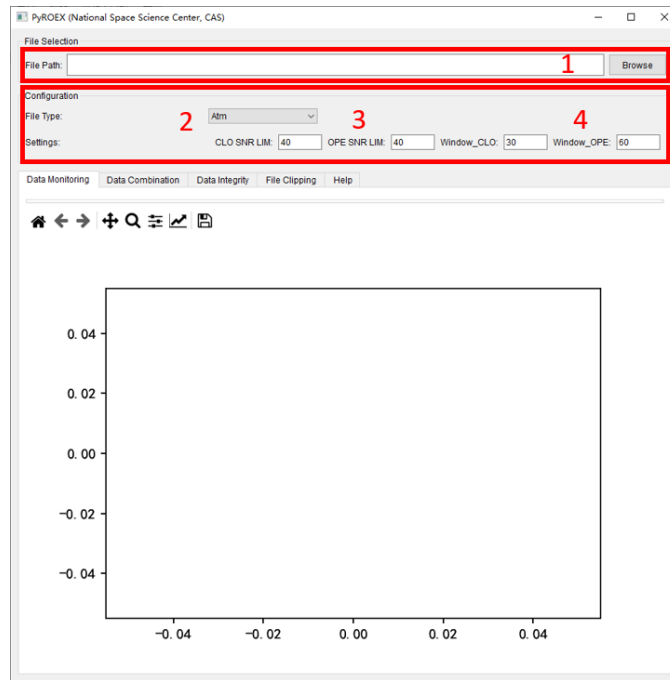 PyROEX (National Space Science Center, CAS)
File Selection
File Path: 1 Browse
Configuration
File Type: 2 Atm 3 4
Settings: CLO SNR LIM: 40 OPE SNR LIM: 40 Window_CLO: 30 Window_OPE: 60
Data Monitoring Data Combination Data Integrity File Clipping Help
0.04
0.02
0.00
−0.02
−0.04
−0.04 −0.02 0.00 0.02 0.04